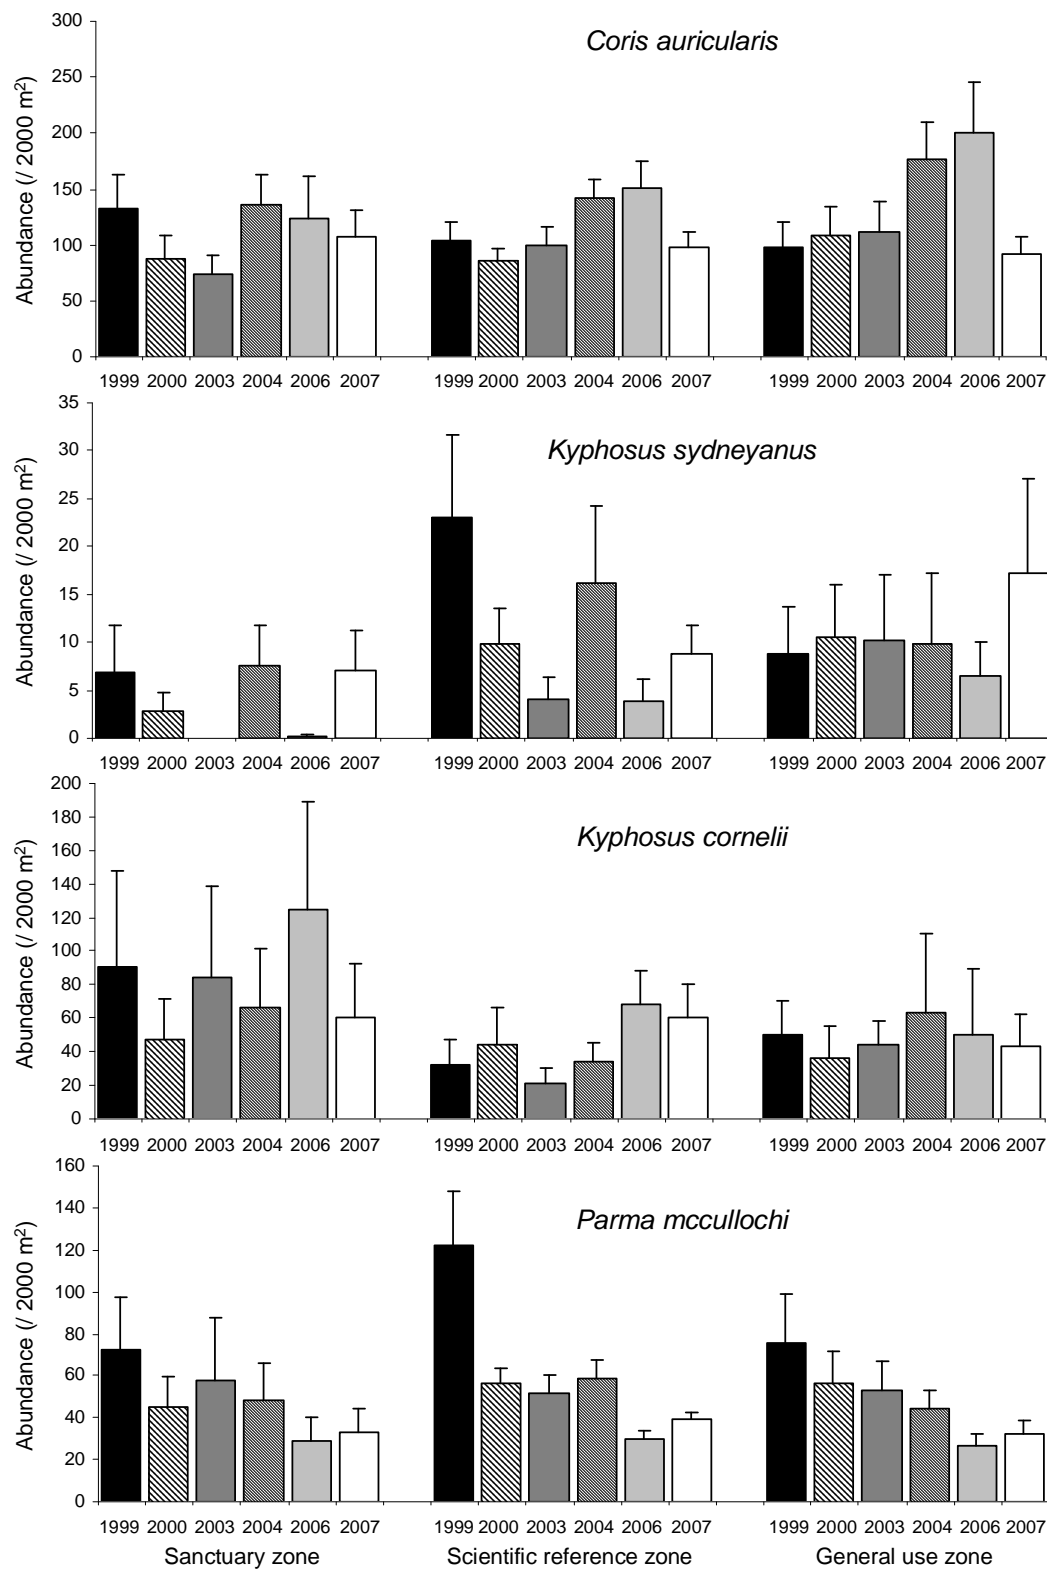 Coris auricularis
Abundance (/ 2000 m²)
300
250
200
150
100
50
0
1999 2000 2003 2004 2006 2007 1999 2000 2003 2004 2006 2007 1999 2000 2003 2004 2006 2007
Kyphosus sydneyanus
Abundance (/ 2000 m²)
35
30
25
20
15
10
5
0
1999 2000 2003 2004 2006 2007 1999 2000 2003 2004 2006 2007 1999 2000 2003 2004 2006 2007
Kyphosus cornelii
Abundance (/ 2000 m²)
200
180
160
140
120
100
80
60
40
20
0
1999 2000 2003 2004 2006 2007 1999 2000 2003 2004 2006 2007 1999 2000 2003 2004 2006 2007
Parma mccullochi
Abundance (/ 2000 m²)
160
140
120
100
80
60
40
20
0
1999 2000 2003 2004 2006 2007 1999 2000 2003 2004 2006 2007 1999 2000 2003 2004 2006 2007
Sanctuary zone Scientific reference zone General use zone